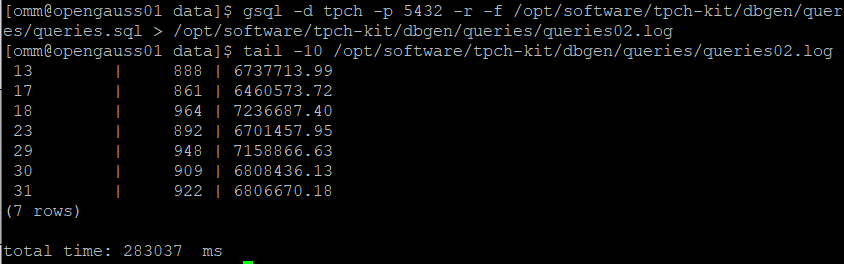 [omm@opengauss01 data]$ gsql -d tpch -p 5432 -r -f /opt/software/tpch-kit/dbgen/quer
es/queries.sql > /opt/software/tpch-kit/dbgen/queries/queries02.log
[omm@opengauss01 data]$ tail -10 /opt/software/tpch-kit/dbgen/queries/queries02.log
 13         |     888 | 6737713.99
 17         |     861 | 6460573.72
 18         |     964 | 7236687.40
 23         |     892 | 6701457.95
 29         |     948 | 7158866.63
 30         |     909 | 6808436.13
 31         |     922 | 6806670.18
(7 rows)
total time: 283037  ms